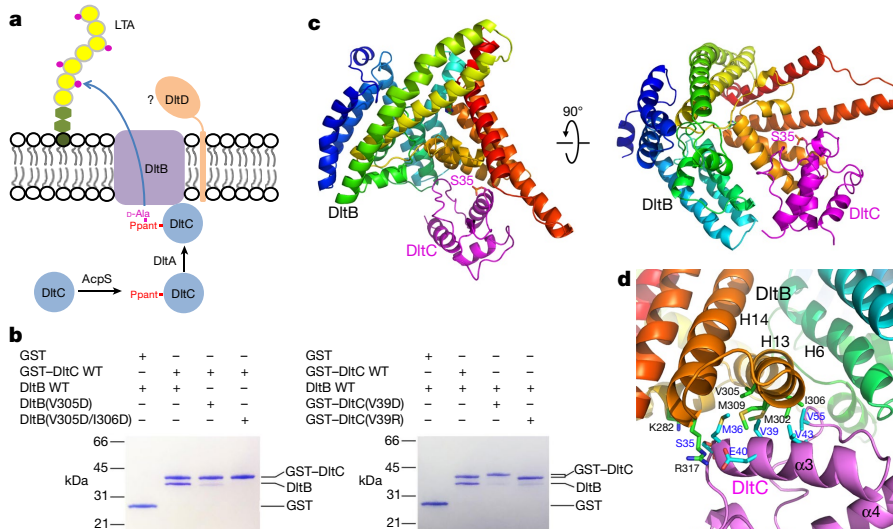 a
LTA
?
DltD
DltB
D-Ala
Ppant
DltC
DltA
AcpS
DltC
Ppant
DltC
b
GST + – – –
GST–DltC WT – + + +
DltB WT + + – –
DltB(V305D) – – + –
DltB(V305D/I306D) – – – +
66
45
kDa
31
21
GST–DltC
DltB
GST
GST + – – –
GST–DltC WT – + – –
DltB WT + + + +
GST–DltC(V39D) – – + –
GST–DltC(V39R) – – – +
66
45
kDa
31
21
GST–DltC
DltB
GST
c
S35
DltB
DltC
90°
S35
DltB
DltC
d
DltB
H14
H13
H6
V305
I306
M309
V55
K282
M302
M36
V39
V43
S35
E40
R317
α3
DltC
α4